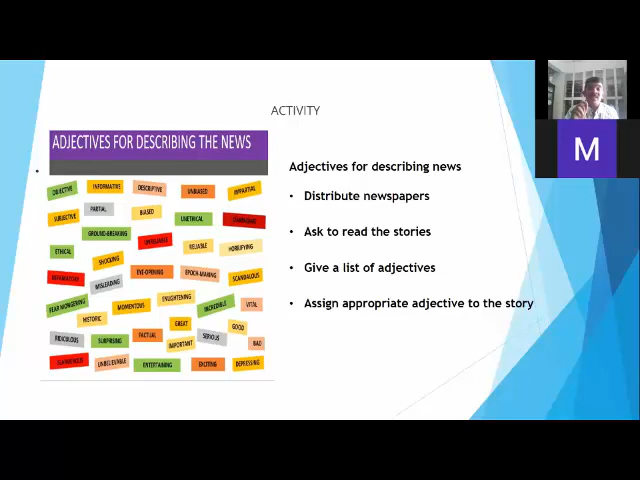 ACTIVITY
ADJECTIVES FOR DESCRIBING THE NEWS
OBJECTIVE INFORMATIVE DESCRIPTIVE UNBIASED IMPARTIAL
SUBJECTIVE PARTIAL BIASED UNETHICAL DAMAGING
GROUND-BREAKING UNRELIABLE RELIABLE HORRIFYING
ETHICAL SHOCKING EYE-OPENING EPOCH-MAKING SCANDALOUS
DEFAMATORY MISLEADING
FEAR MONGERING MOMENTOUS ENLIGHTENING INCREDIBLE VITAL
HISTORIC GREAT GOOD
RIDICULOUS SURPRISING FACTUAL IMPORTANT SERIOUS BAD
SLANDEROUS UNBELIEVABLE ENTERTAINING EXCITING DEPRESSING
Adjectives for describing news
• Distribute newspapers
• Ask to read the stories
• Give a list of adjectives
• Assign appropriate adjective to the story
M